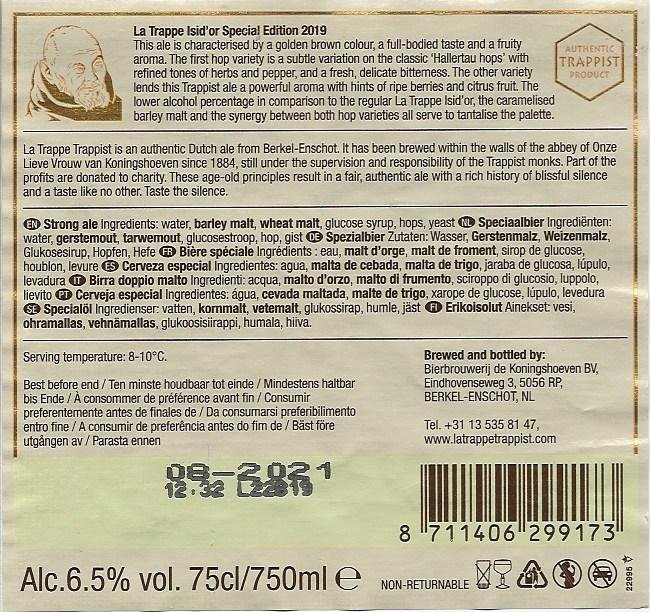 La Trappe Isid'or Special Edition 2019
This ale is characterised by a golden brown colour, a full-bodied taste and a fruity
aroma. The first hop variety is a subtle variation on the classic 'Hallertau hops' with
refined tones of herbs and pepper, and a fresh, delicate bitterness. The other variety
lends this Trappist ale a powerful aroma with hints of ripe berries and citrus fruit. The
lower alcohol percentage in comparison to the regular La Trappe Isid'or, the caramelised
barley malt and the synergy between both hop varieties all serve to tantalise the palette.
AUTHENTIC
TRAPPIST
PRODUCT
La Trappe Trappist is an authentic Dutch ale from Berkel-Enschot. It has been brewed within the walls of the abbey of Onze
Lieve Vrouw van Koningshoeven since 1884, still under the supervision and responsibility of the Trappist monks. Part of the
profits are donated to charity. These age-old principles result in a fair, authentic ale with a rich history of blissful silence
and a taste like no other. Taste the silence.
EN Strong ale Ingredients: water, barley malt, wheat malt, glucose syrup, hops, yeast NL Speciaalbier Ingrediënten:
water, gerstemout, tarwemout, glucosestroop, hop, gist DE Spezialbier Zutaten: Wasser, Gerstenmalz, Weizenmalz,
Glukosesirup, Hopfen, Hefe FR Bière spéciale Ingrédients : eau, malt d'orge, malt de froment, sirop de glucose,
houblon, levure ES Cerveza especial Ingredientes: agua, malta de cebada, malta de trigo, jaraba de glucosa, lúpulo,
levadura IT Birra doppio malto Ingredienti: acqua, malto d'orzo, malto di frumento, sciroppo di glucosio, luppolo,
lievito PT Cerveja especial Ingredientes: água, cevada maltada, malte de trigo, xarope de glucose, lúpulo, levedura
SE Specialöl Ingredienser: vatten, kornmalt, vetemalt, glukossirap, humle, jäst FI Erikoisolut Ainekset: vesi,
ohramallas, vehnämallas, glukoosisiirappi, humala, hiiva.
Serving temperature: 8-10°C.
Best before end / Ten minste houdbaar tot einde / Mindestens haltbar
bis Ende / À consommer de préférence avant fin / Consumir
preferentemente antes de finales de / Da consumarsi preferibilimento
entro fine / A consumir de preferência antes do fim de / Bäst före
utgången av / Parasta ennen
Brewed and bottled by:
Bierbrouwerij de Koningshoeven BV,
Eindhovenseweg 3, 5056 RP,
BERKEL-ENSCHOT, NL
Tel. +31 13 535 81 47,
www.latrappetrappist.com
08-2021
12:32 L22819
8 711406 299173
Alc.6.5% vol. 75cl/750ml e
NON-RETURNABLE
22995